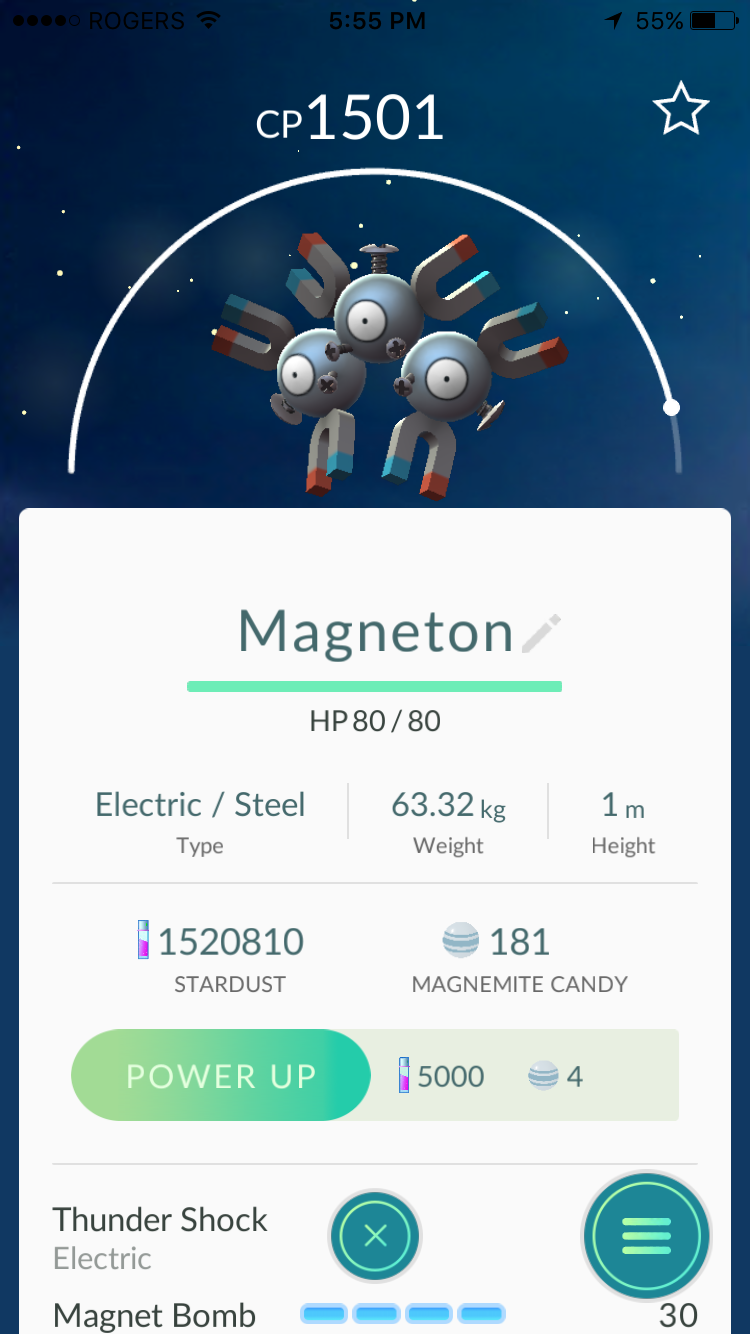 ROGERS 5:55 PM 55%
CP1501
Magneton
HP 80 / 80
Electric / Steel 63.32 kg 1 m
Type Weight Height
1520810 181
STARDUST MAGNEMITE CANDY
POWER UP 5000 4
Thunder Shock
Electric
Magnet Bomb 30